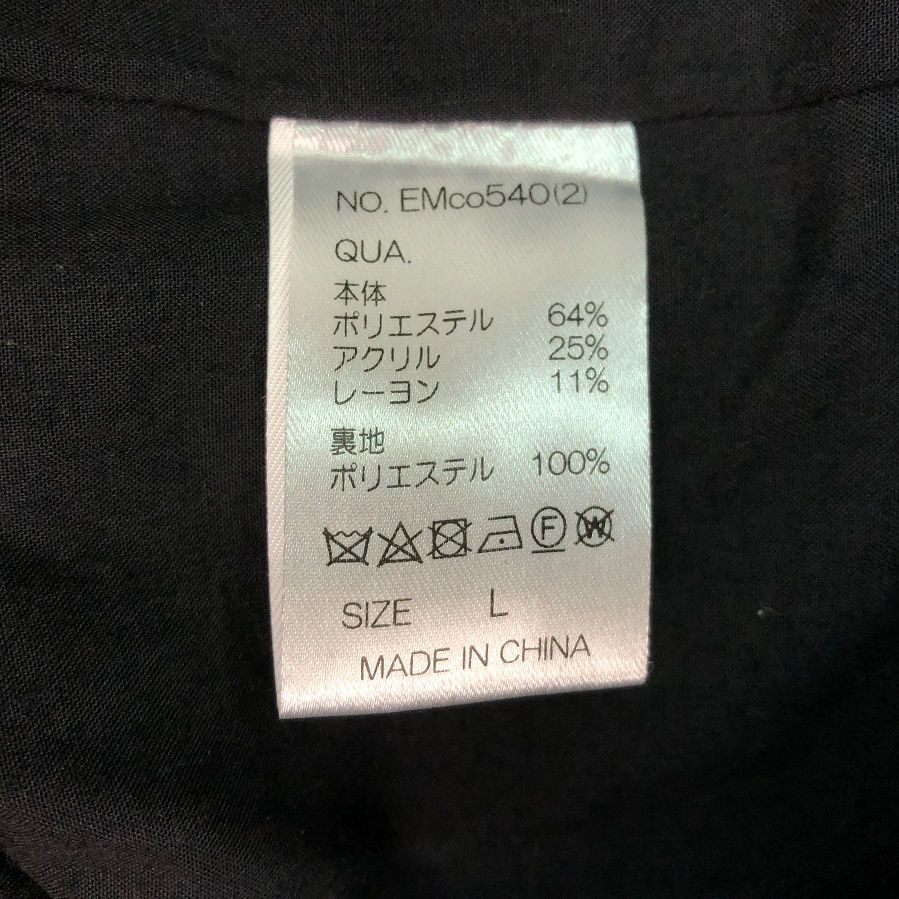 NO. EMco540(2)
QUA.
本体
ポリエステル 64%
アクリル 25%
レーヨン 11%
裏地
ポリエステル 100%
F W
SIZE L
MADE IN CHINA